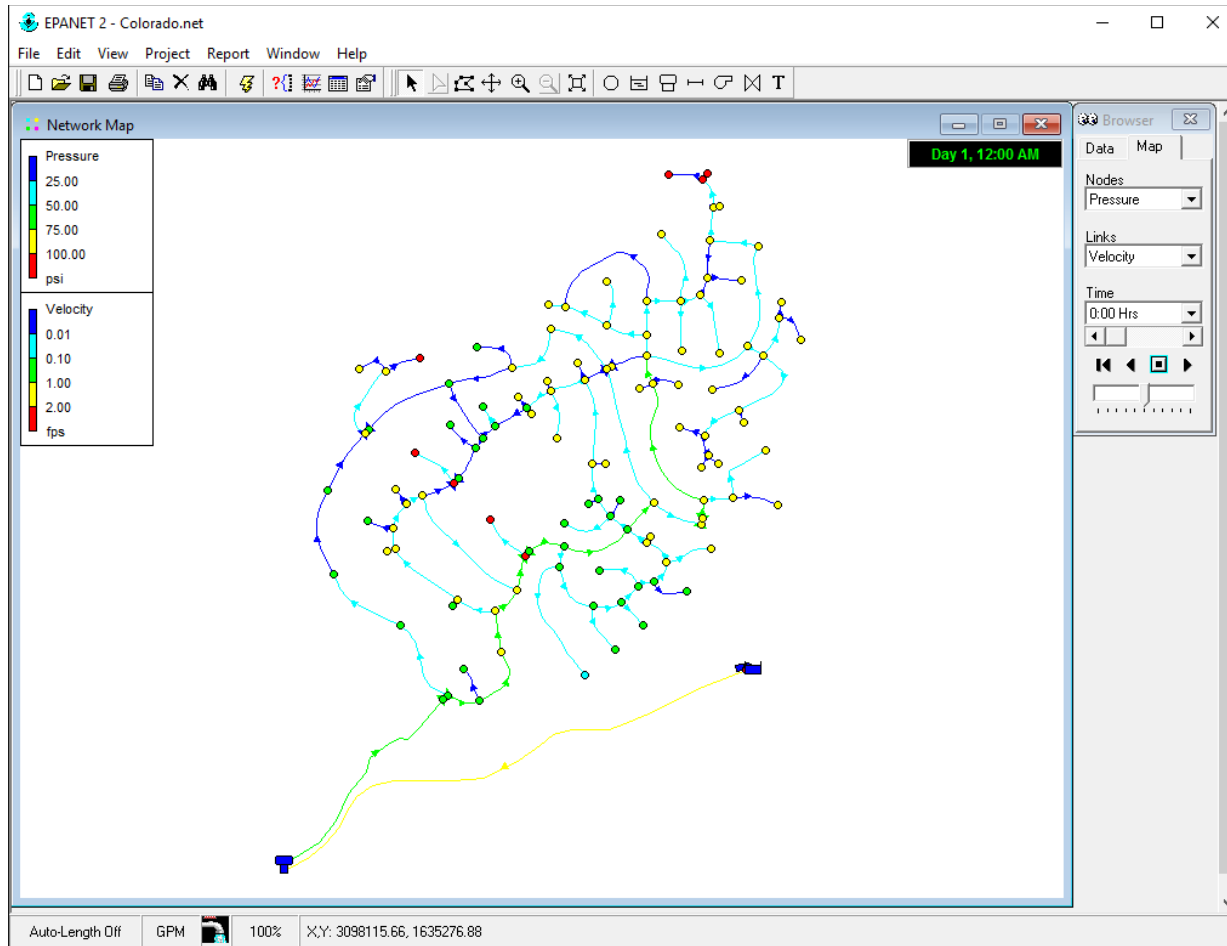 EPANET 2 - Colorado.net
File Edit View Project Report Window Help
T
Network Map
Pressure
25.00
50.00
75.00
100.00
psi
Velocity
0.01
0.10
1.00
2.00
fps
Day 1, 12:00 AM
Browser
Data Map
Nodes
Pressure
Links
Velocity
Time
0:00 Hrs
Auto-Length Off GPM 100% X,Y: 3098115.66, 1635276.88